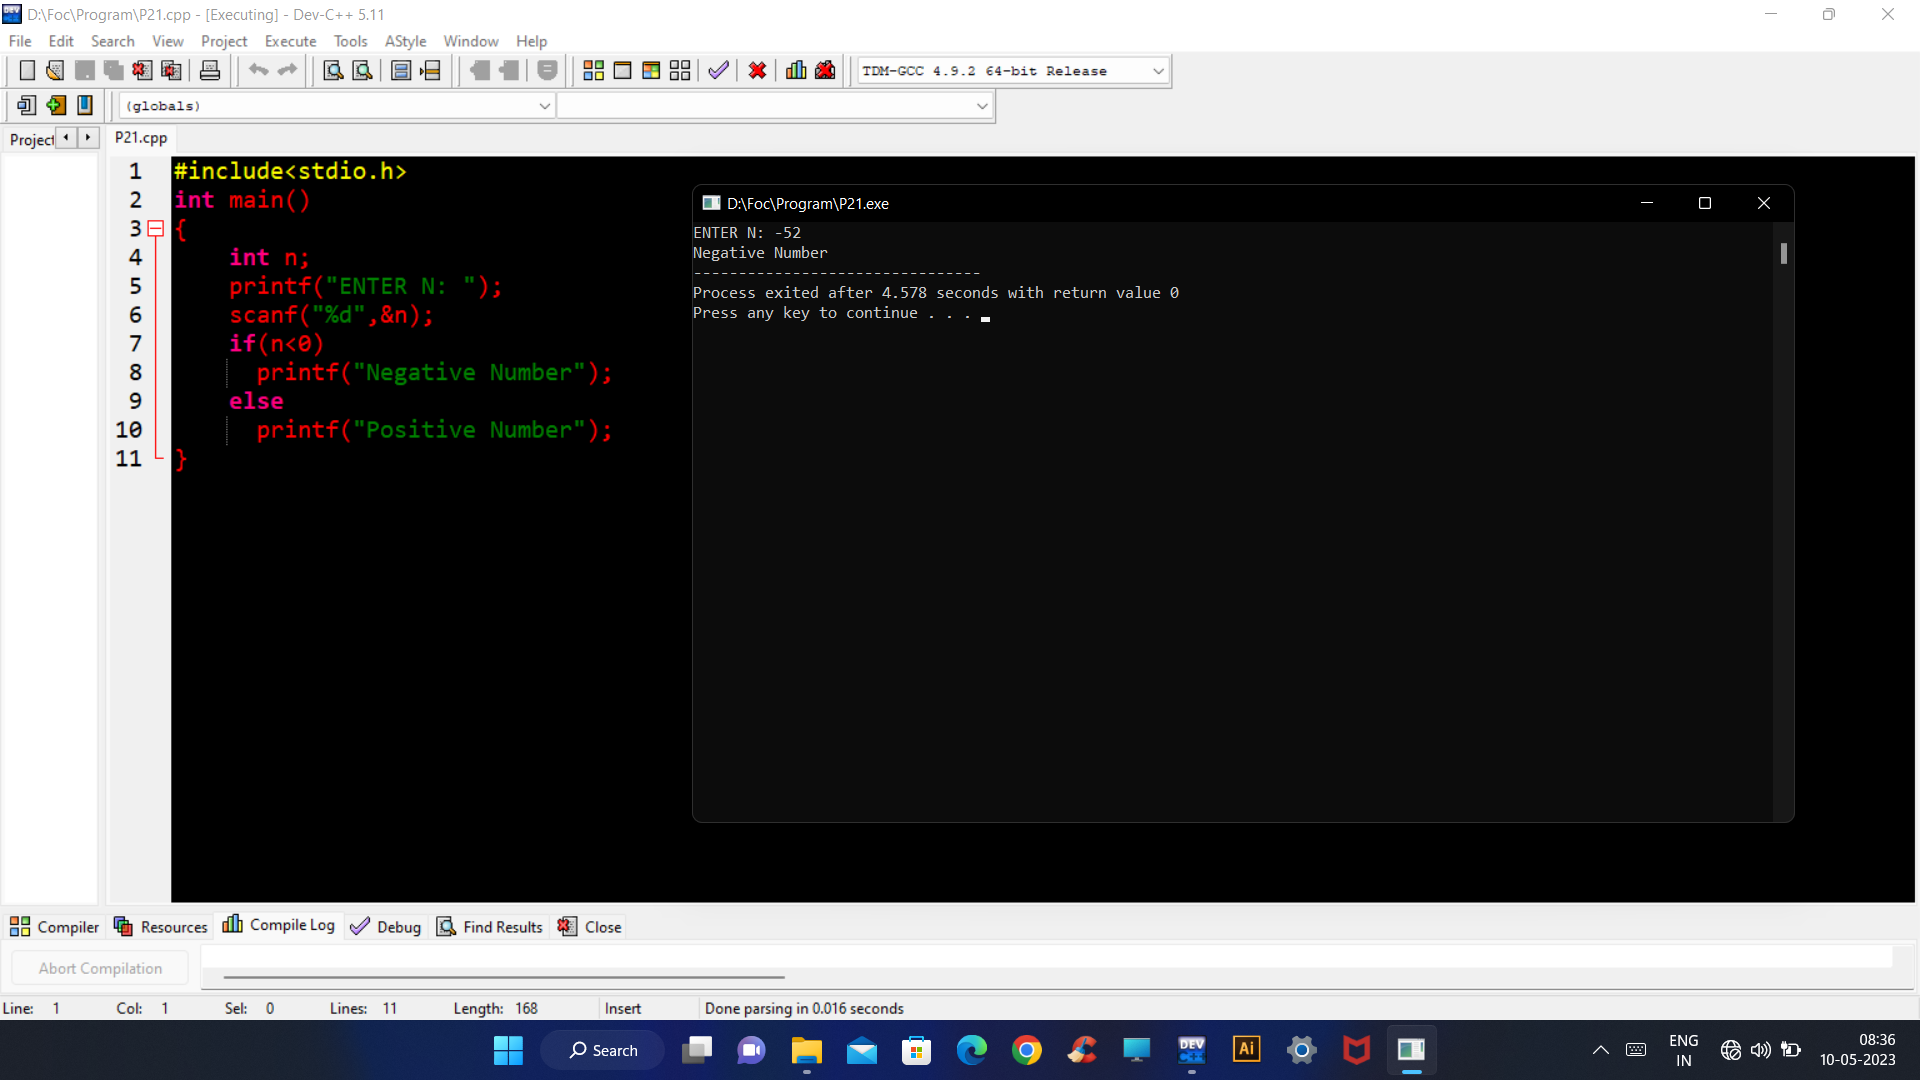 D:\Foc\Program\P21.cpp - [Executing] - Dev-C++ 5.11
File Edit Search View Project Execute Tools AStyle Window Help
TDM-GCC 4.9.2 64-bit Release
(globals)
Project P21.cpp
1 #include<stdio.h>
2 int main()
3 {
4 int n;
5 printf("ENTER N: ");
6 scanf("%d",&n);
7 if(n<0)
8 printf("Negative Number");
9 else
10 printf("Positive Number");
11 }
D:\Foc\Program\P21.exe
ENTER N: -52
Negative Number
--------------------------------
Process exited after 4.578 seconds with return value 0
Press any key to continue . . .
Compiler Resources Compile Log Debug Find Results Close
Abort Compilation
Line: 1 Col: 1 Sel: 0 Lines: 11 Length: 168 Insert Done parsing in 0.016 seconds
Search
DEV C++
Ai
ENG
IN
08:36
10-05-2023